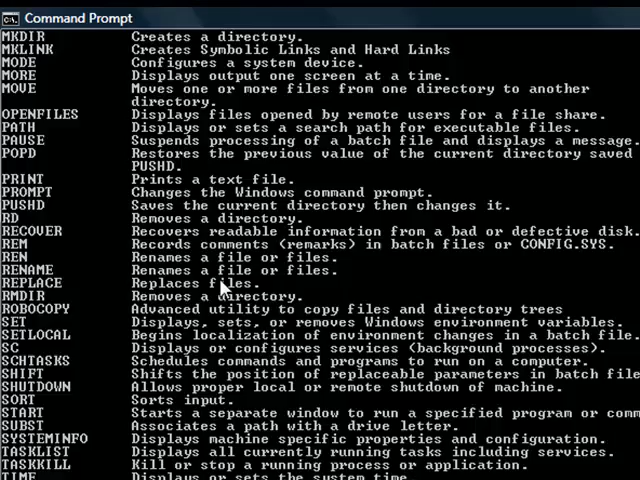 Command Prompt
MKDIR Creates a directory.
MKLINK Creates Symbolic Links and Hard Links
MODE Configures a system device.
MORE Displays output one screen at a time.
MOVE Moves one or more files from one directory to another
directory.
OPENFILES Displays files opened by remote users for a file share.
PATH Displays or sets a search path for executable files.
PAUSE Suspends processing of a batch file and displays a message.
POPD Restores the previous value of the current directory saved
PUSHD.
PRINT Prints a text file.
PROMPT Changes the Windows command prompt.
PUSHD Saves the current directory then changes it.
RD Removes a directory.
RECOVER Recovers readable information from a bad or defective disk.
REM Records comments (remarks) in batch files or CONFIG.SYS.
REN Renames a file or files.
RENAME Renames a file or files.
REPLACE Replaces files.
RMDIR Removes a directory.
ROBOCOPY Advanced utility to copy files and directory trees
SET Displays, sets, or removes Windows environment variables.
SETLOCAL Begins localization of environment changes in a batch file.
SC Displays or configures services (background processes).
SCHTASKS Schedules commands and programs to run on a computer.
SHIFT Shifts the position of replaceable parameters in batch file
SHUTDOWN Allows proper local or remote shutdown of machine.
SORT Sorts input.
START Starts a separate window to run a specified program or comm
SUBST Associates a path with a drive letter.
SYSTEMINFO Displays machine specific properties and configuration.
TASKLIST Displays all currently running tasks including services.
TASKKILL Kill or stop a running process or application.
TIME Displays or sets the system time.